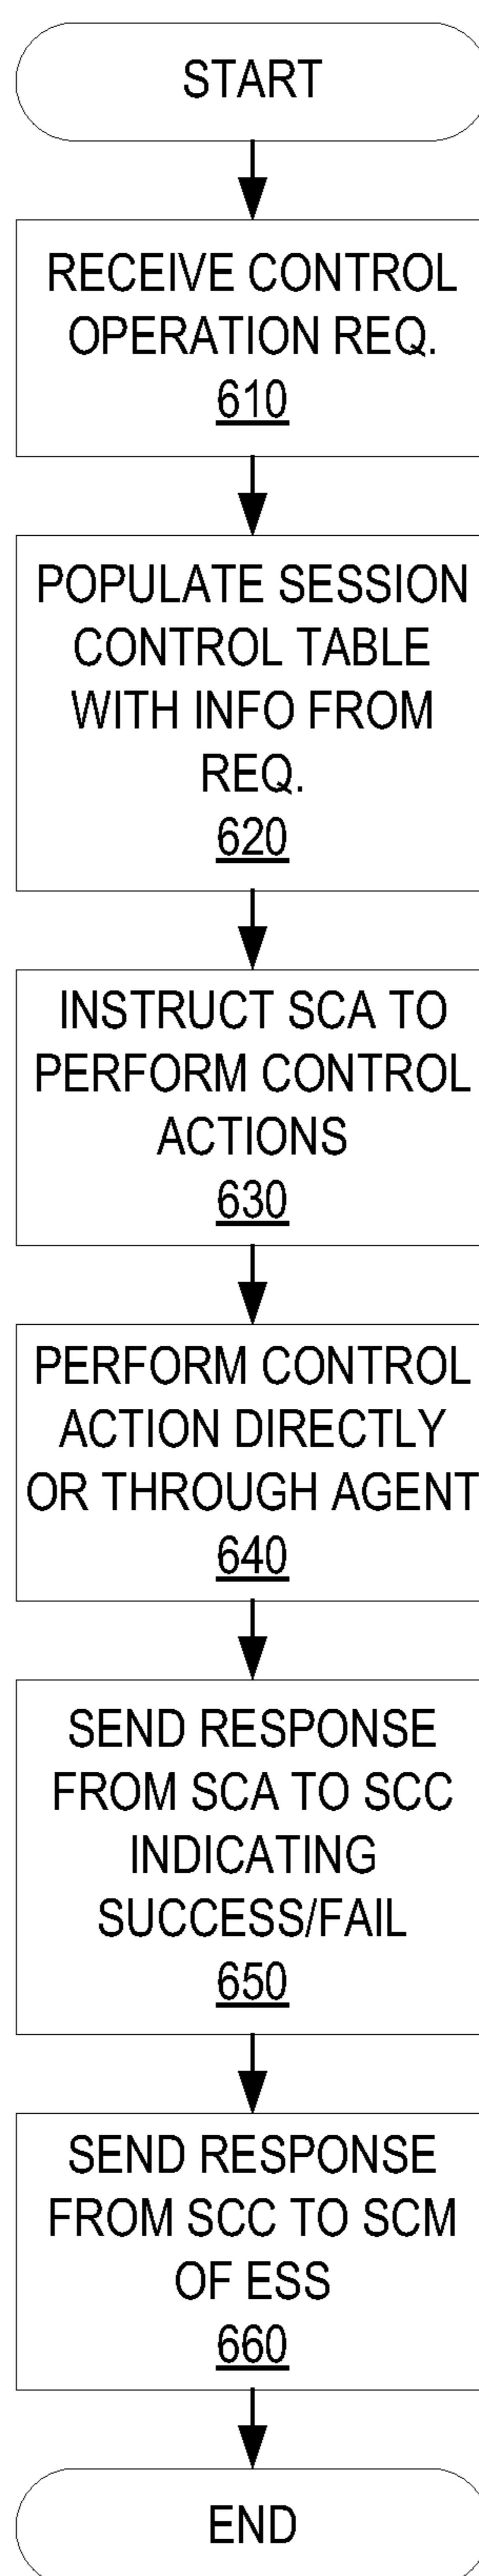 START
RECEIVE CONTROL
OPERATION REQ.
610
POPULATE SESSION
CONTROL TABLE
WITH INFO FROM
REQ.
620
INSTRUCT SCA TO
PERFORM CONTROL
ACTIONS
630
PERFORM CONTROL
ACTION DIRECTLY
OR THROUGH AGENT
640
SEND RESPONSE
FROM SCA TO SCC
INDICATING
SUCCESS/FAIL
650
SEND RESPONSE
FROM SCC TO SCM
OF ESS
660
END